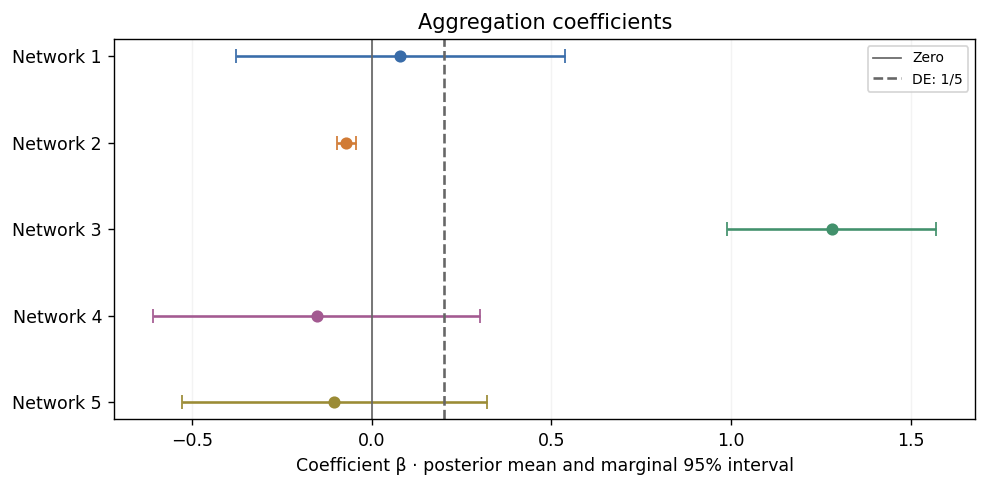 Aggregation coefficients
Network 1
Network 2
Network 3
Network 4
Network 5
Zero
DE: 1/5
−0.5
0.0
0.5
1.0
1.5
Coefficient β · posterior mean and marginal 95% interval